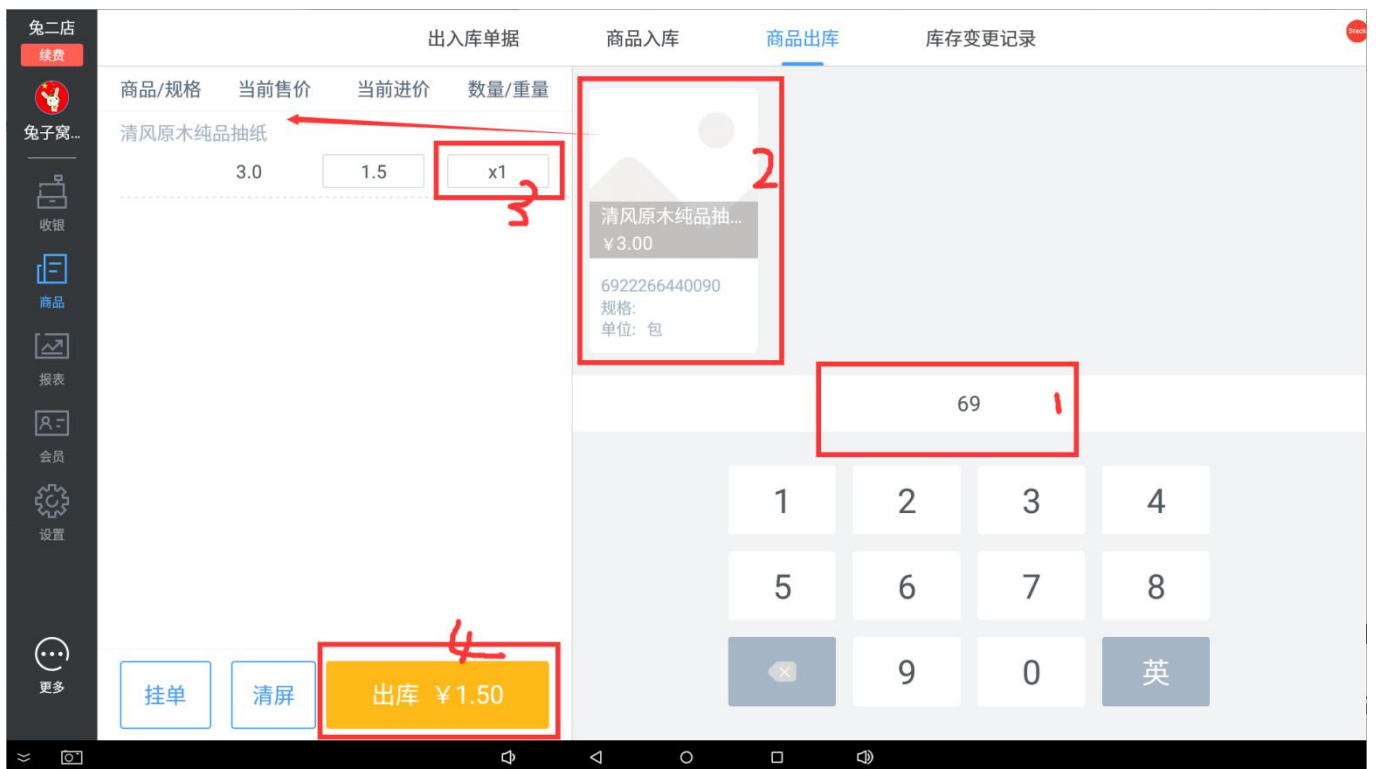 兔二店
续费
兔子窝...
收银
商品
报表
会员
设置
更多
出入库单据 商品入库 商品出库 库存变更记录
Steck
商品/规格 当前售价 当前进价 数量/重量
清风原木纯品抽纸
3.0 1.5 x1
3
挂单 清屏 出库 ￥1.50
4
2
清风原木纯品抽...
￥3.00
6922266440090
规格:
单位: 包
69 1
1 2 3 4
5 6 7 8
9 0 英